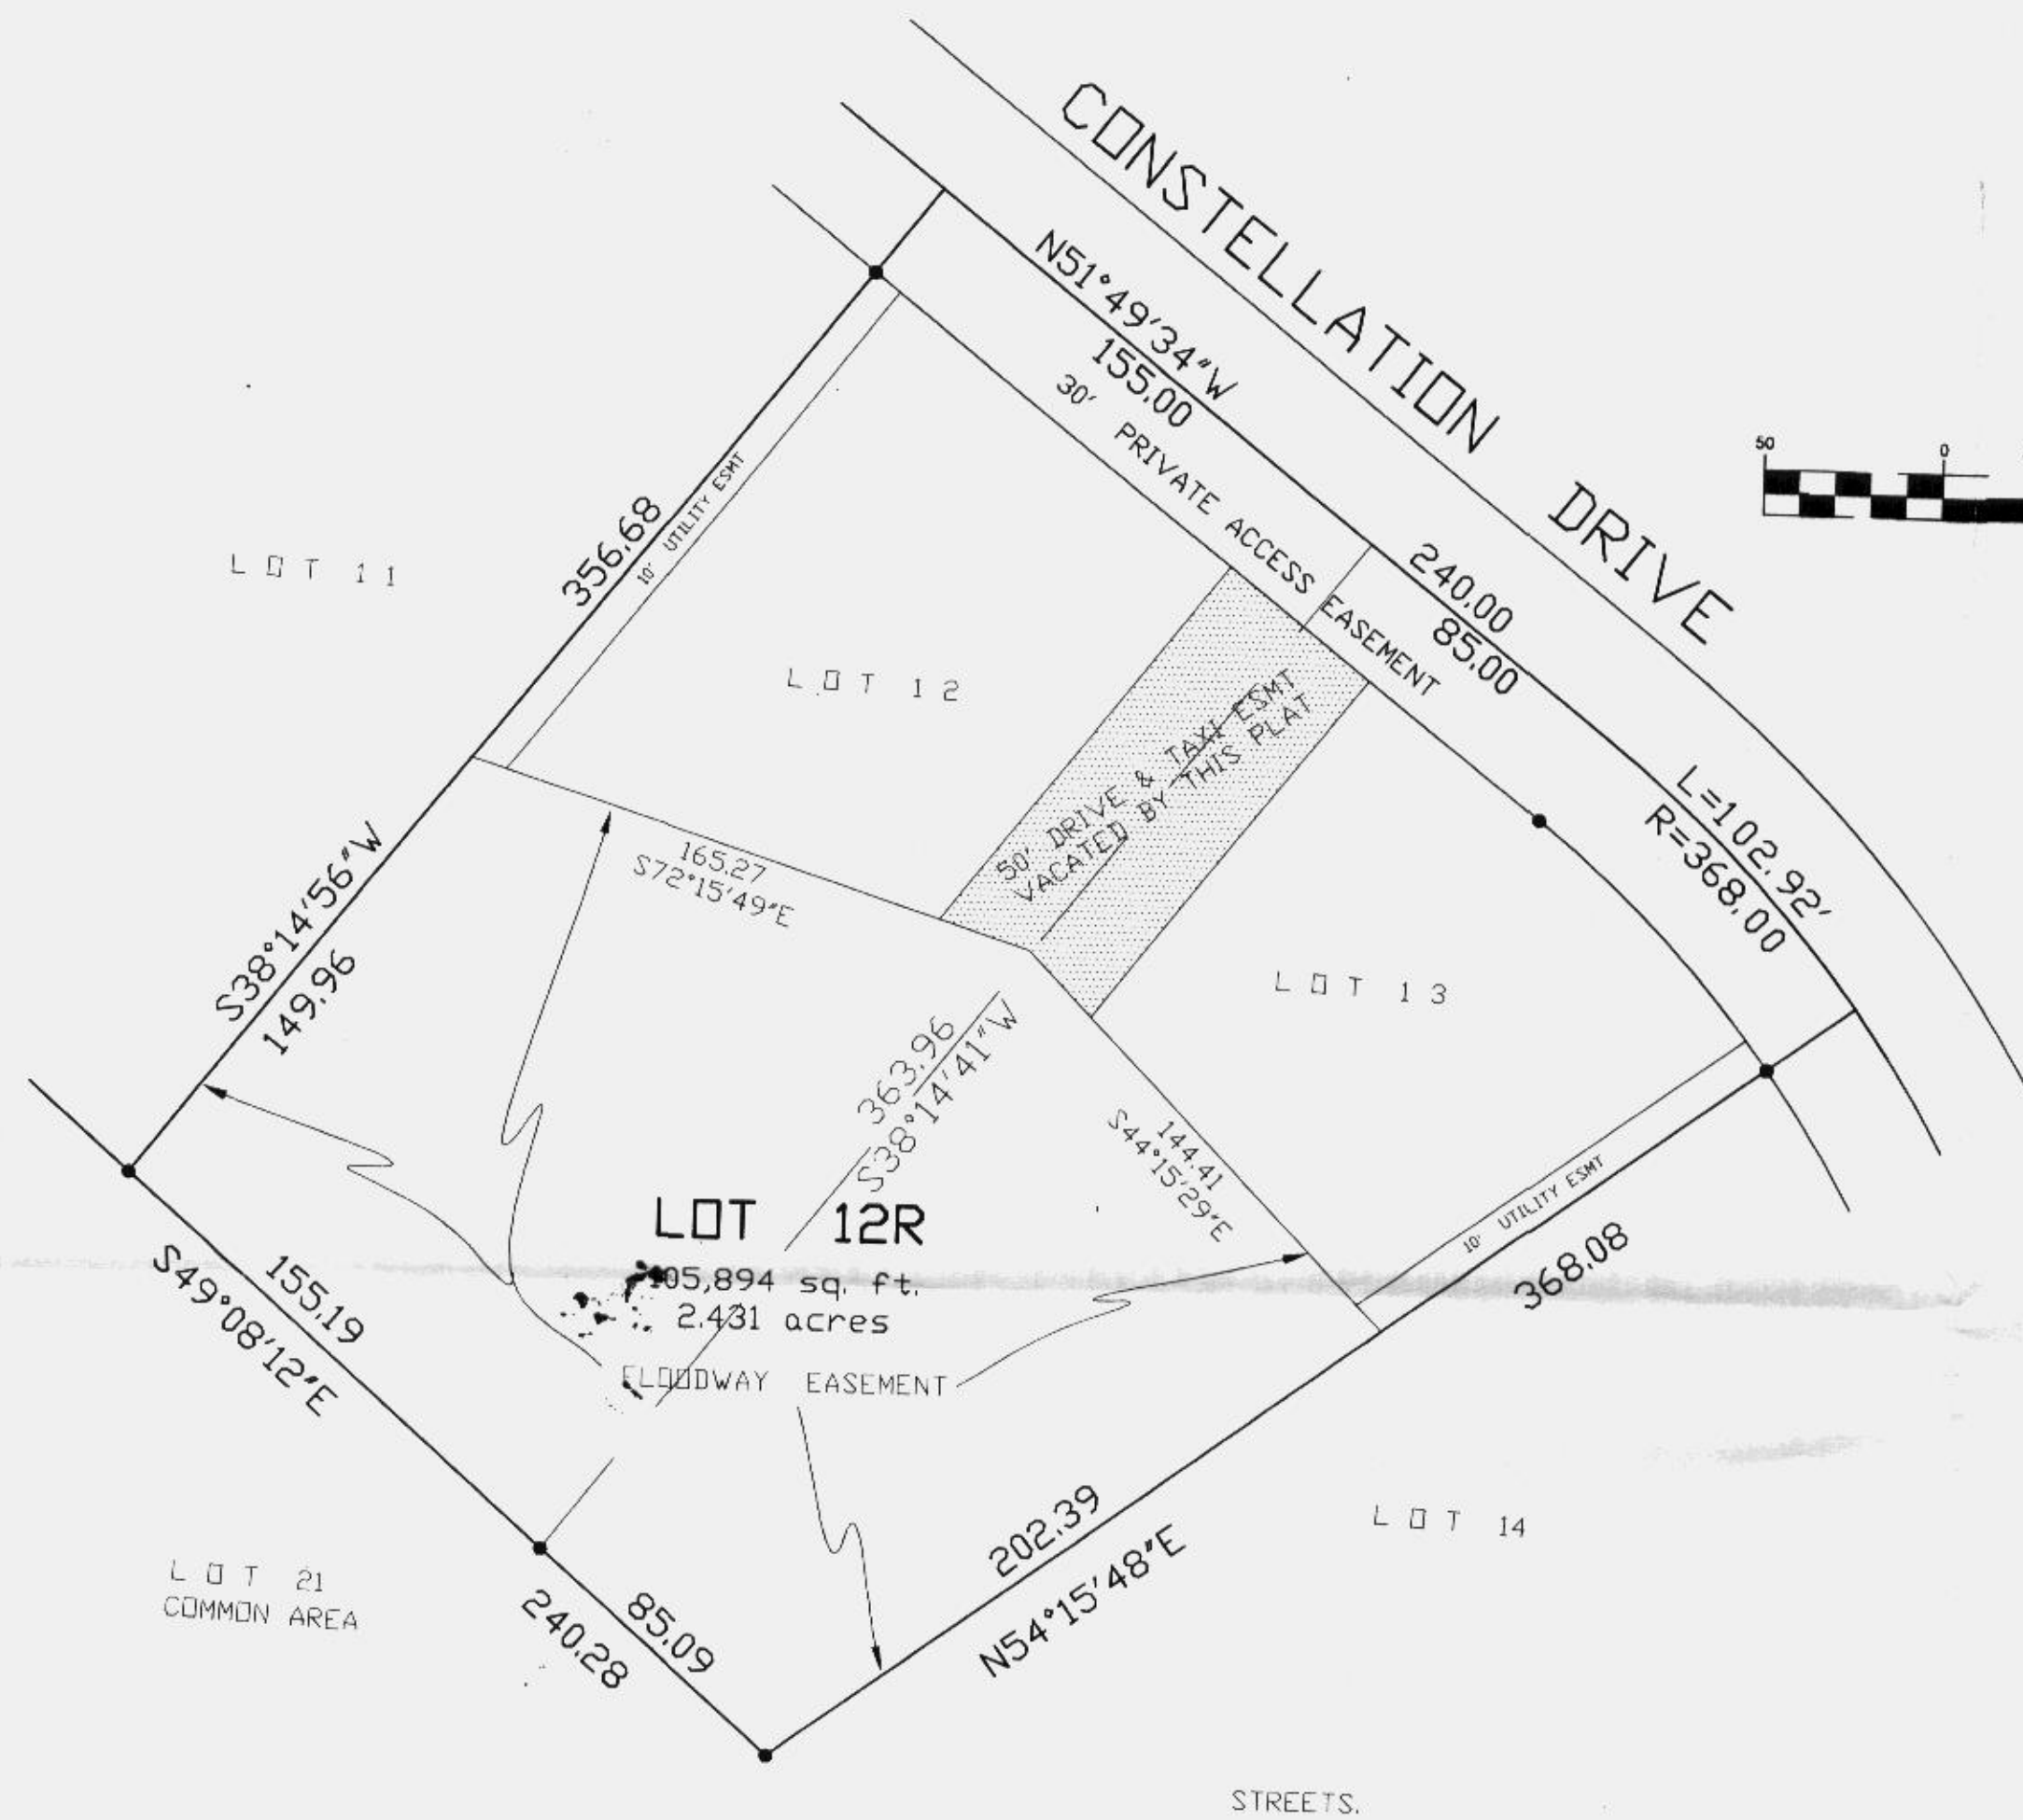 CONSTELLATION DRIVE
N51°49'34"W
155.00
30' PRIVATE ACCESS EASEMENT
240.00
85.00
50 0
L=102.92'
R=368.00
356.68
10' UTILITY ESMT
LOT 11
LOT 12
50' DRIVE & TAXI ESMT
VACATED BY THIS PLAT
165.27
S72°15'49"E
S38°14'56"W
149.96
LOT 13
363.96
S38°14'41"W
144.41
S44°15'29"E
10' UTILITY ESMT
368.08
LOT 12R
105,894 sq. ft.
2.431 acres
FLOODWAY EASEMENT
155.19
S49°08'12"E
202.39
N54°15'48"E
LOT 14
LOT 21
COMMON AREA
85.09
240.28
STREETS.